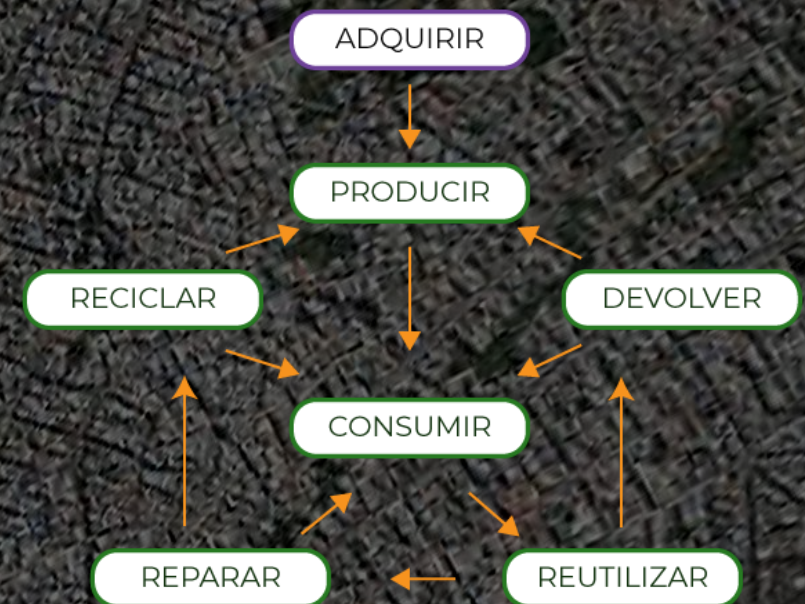 ADQUIRIR
PRODUCIR
RECICLAR
DEVOLVER
CONSUMIR
REPARAR
REUTILIZAR